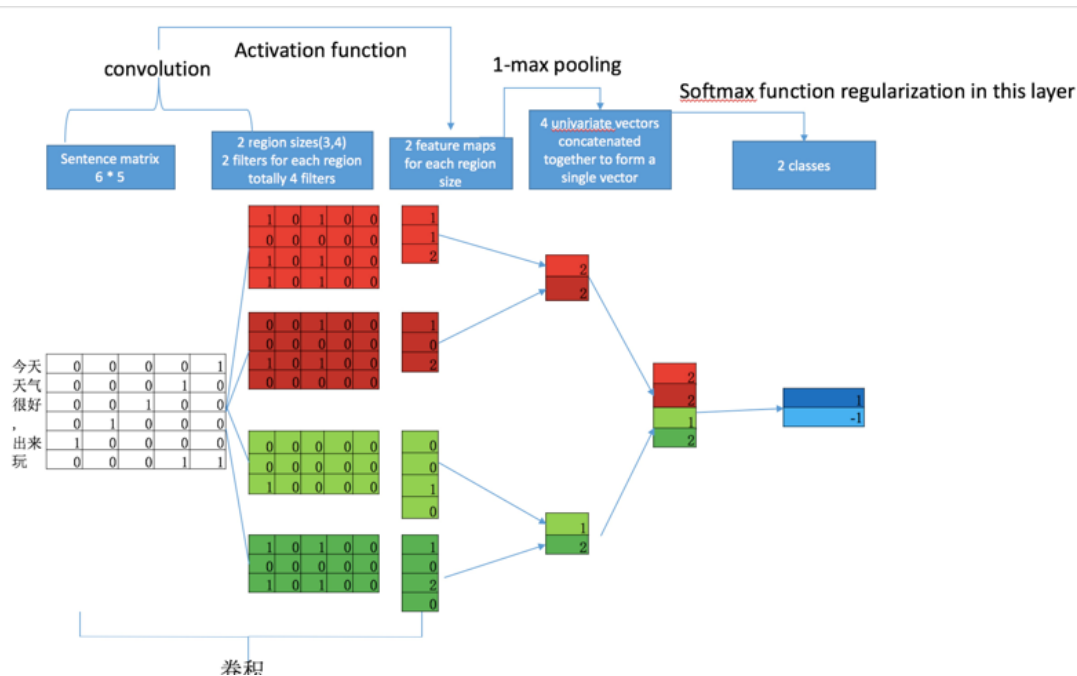 Activation function
convolution
1-max pooling
Softmax function regularization in this layer
Sentence matrix
6 * 5
2 region sizes(3,4)
2 filters for each region
totally 4 filters
2 feature maps
for each region
size
4 univariate vectors
concatenated
together to form a
single vector
2 classes
1 0 1 0 0
0 0 0 0 0
1 0 1 0 0
1 0 1 0 0
1
1
2
2
2
0 0 1 0 0
0 0 0 0 0
1 0 1 0 0
0 0 0 0 0
1
0
2
今天 0 0 0 0 1
天气 0 0 0 1 0
很好 0 0 1 0 0
, 0 1 0 0 0
出来 1 0 0 0 0
玩 0 0 0 1 1
2
2
1
2
1
-1
0 0 0 0 0
0 0 0 0 0
1 0 0 0 0
0
0
1
0
1
2
1 0 1 0 0
0 0 0 0 0
1 0 1 0 0
1
0
2
0
卷积